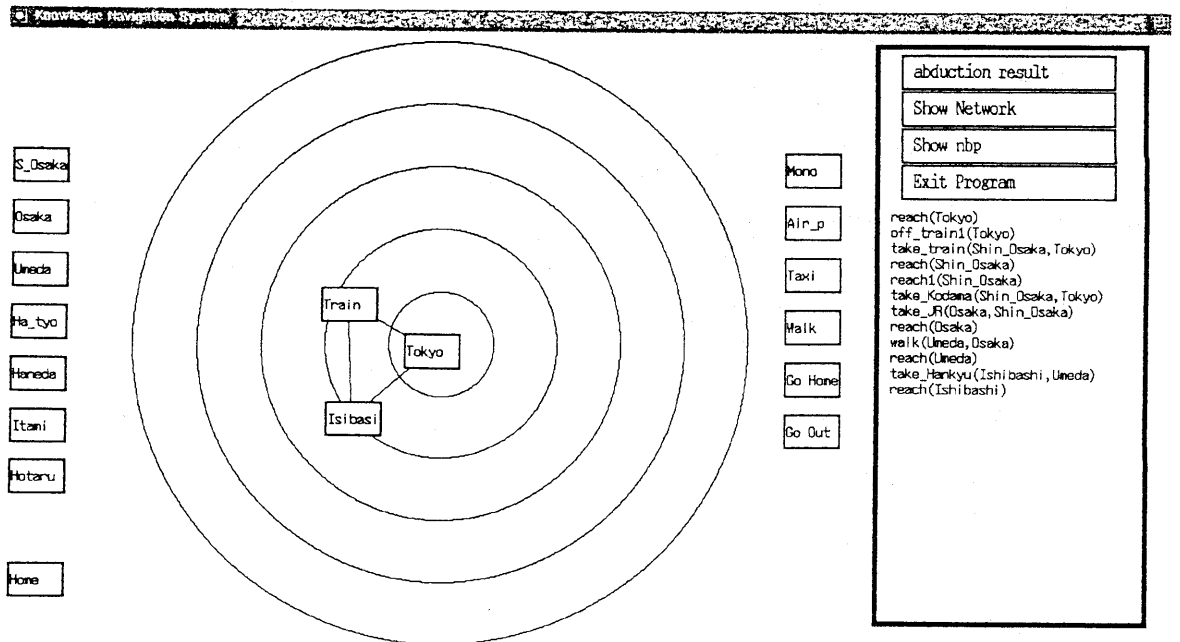 Knowledge Navigation System
S_Osaka
Osaka
Umeda
Ha_tyo
Haneda
Itami
Hotaru
Home
Train
Tokyo
Isibasi
Mono
Air_p
Taxi
Walk
Go Home
Go Out
abduction result
Show Network
Show nbp
Exit Program
reach(Tokyo)
off_train1(Tokyo)
take_train(Shin_Osaka,Tokyo)
reach(Shin_Osaka)
reach1(Shin_Osaka)
take_Kodama(Shin_Osaka,Tokyo)
take_JR(Osaka,Shin_Osaka)
reach(Osaka)
walk(Umeda,Osaka)
reach(Umeda)
take_Hankyu(Ishibashi,Umeda)
reach(Ishibashi)